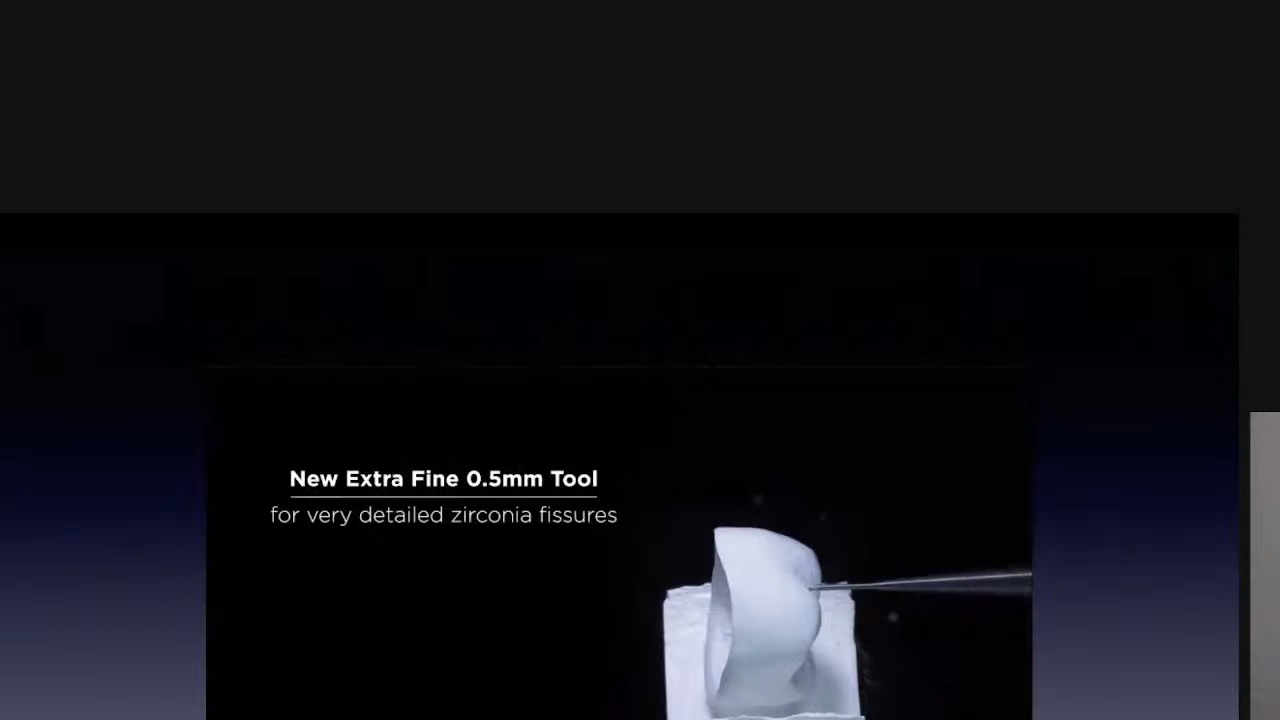 New Extra Fine 0.5mm Tool
for very detailed zirconia fissures